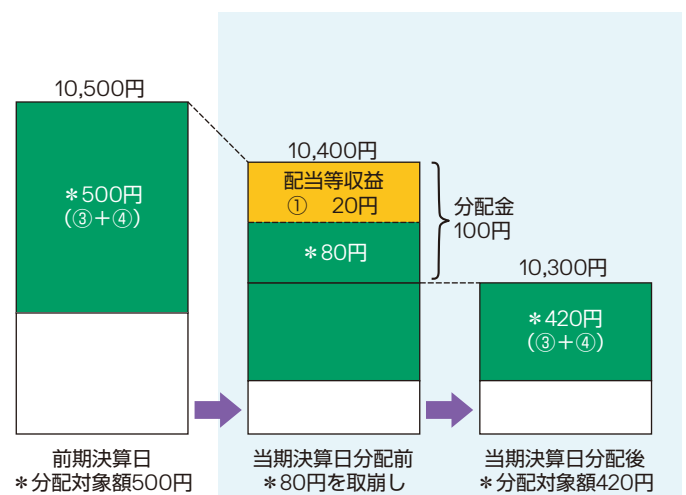 10,500円
＊500円
（③＋④）
前期決算日
＊分配対象額500円
10,400円
配当等収益
①　20円
＊80円
分配金
100円
当期決算日分配前
＊80円を取崩し
10,300円
＊420円
（③＋④）
当期決算日分配後
＊分配対象額420円